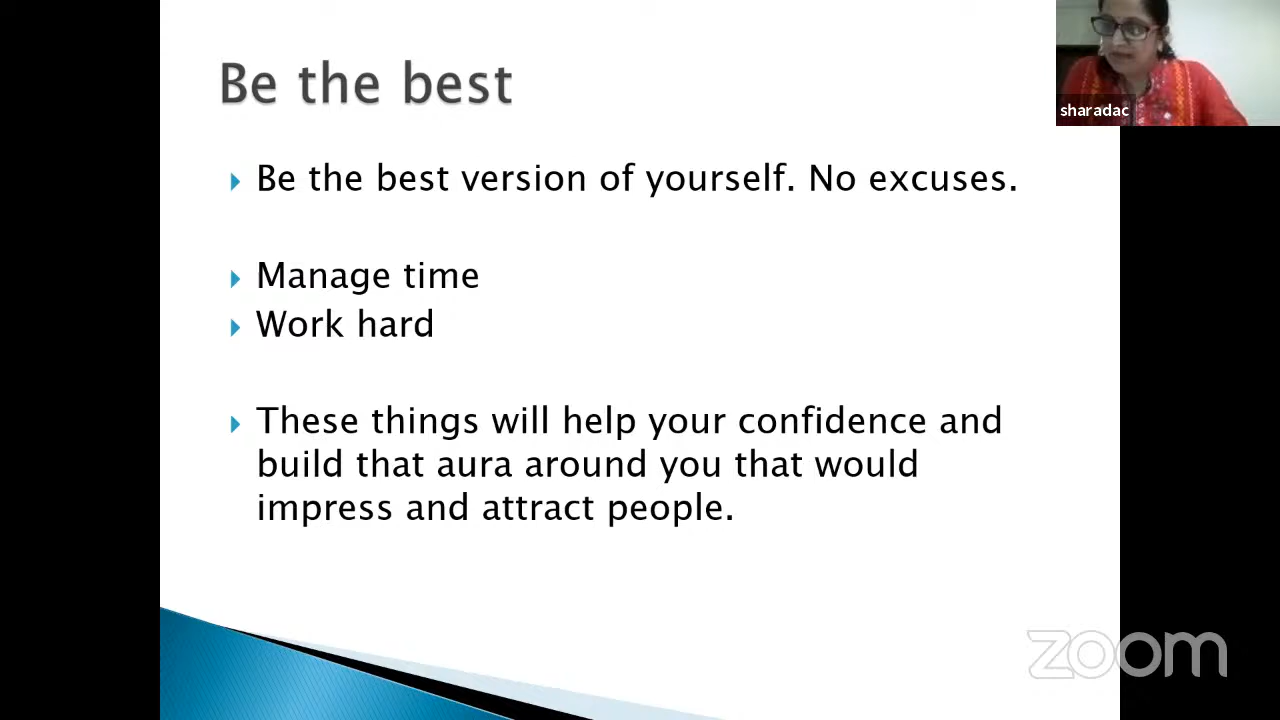 Be the best
sharadac
Be the best version of yourself. No excuses.
Manage time
Work hard
These things will help your confidence and
build that aura around you that would
impress and attract people.
zoom